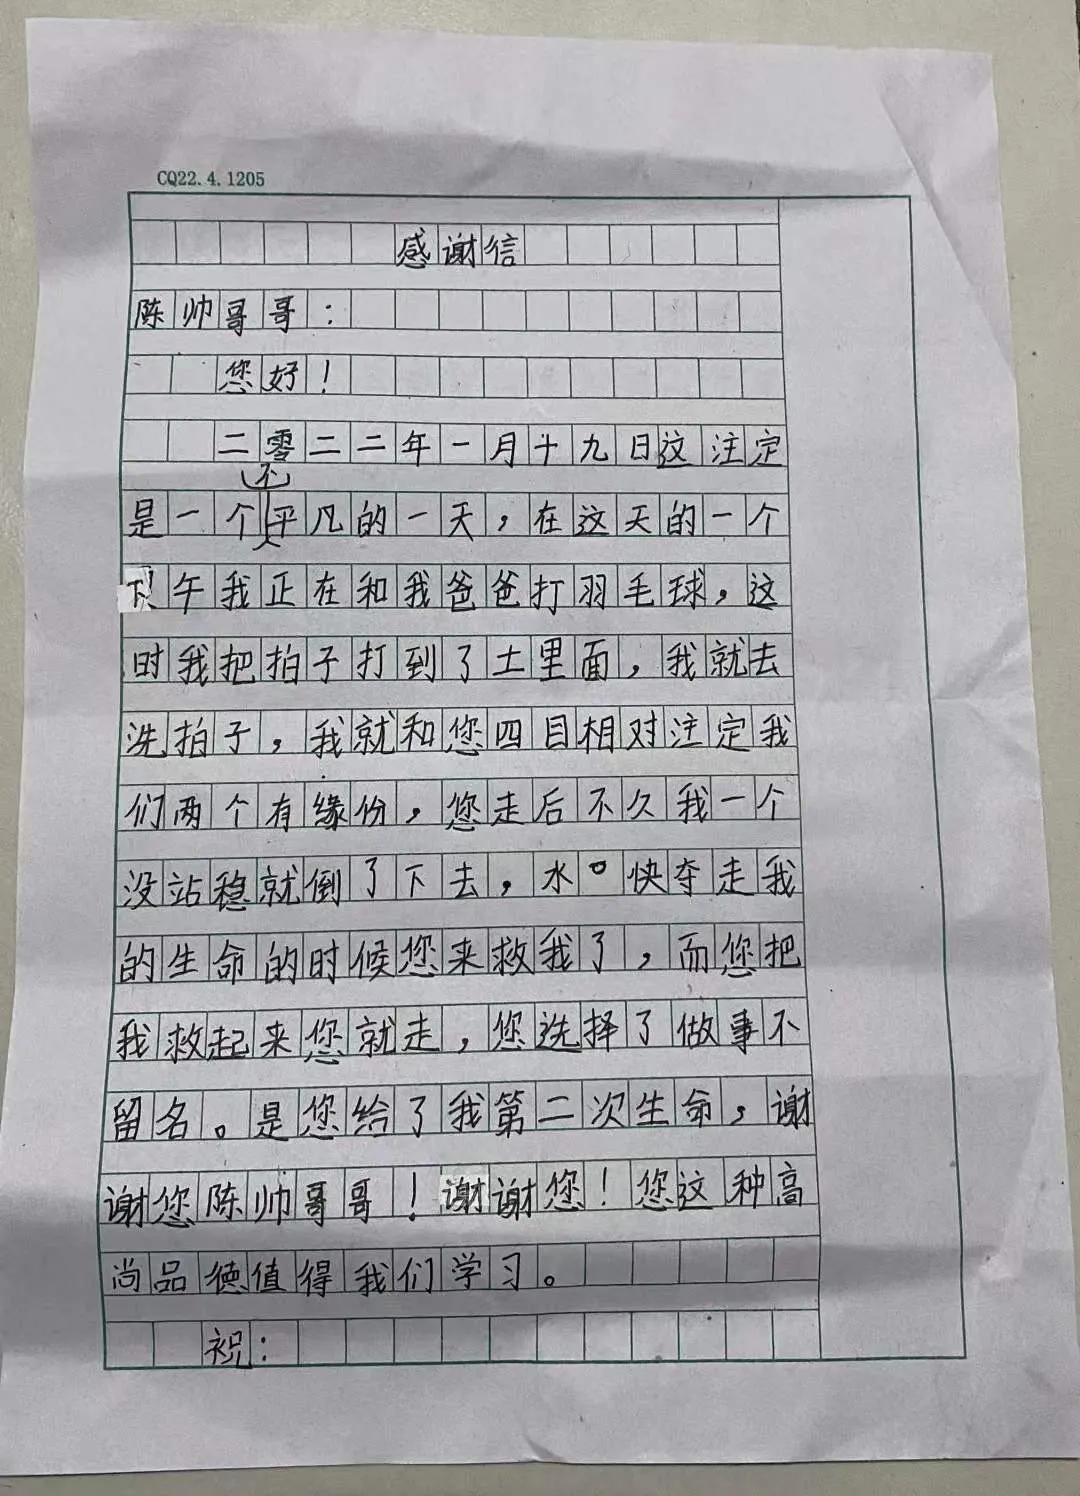 CQ22.4.1205
感谢信
陈帅哥哥：
您好！
二零二二年一月十九日这注定
是一个不平凡的一天，在这天的一个
下午我正在和我爸爸打羽毛球，这
时我把拍子打到了土里面，我就去
洗拍子，我就和您四目相对注定我
们两个有缘份，您走后不久我一个
没站稳就倒了下去，水快夺走我
的生命的时候您来救我了，而您把
我救起来您就走，您选择了做事不
留名。是您给了我第二次生命，谢
谢您陈帅哥哥！谢谢您！您这种高
尚品德值得我们学习。
祝：